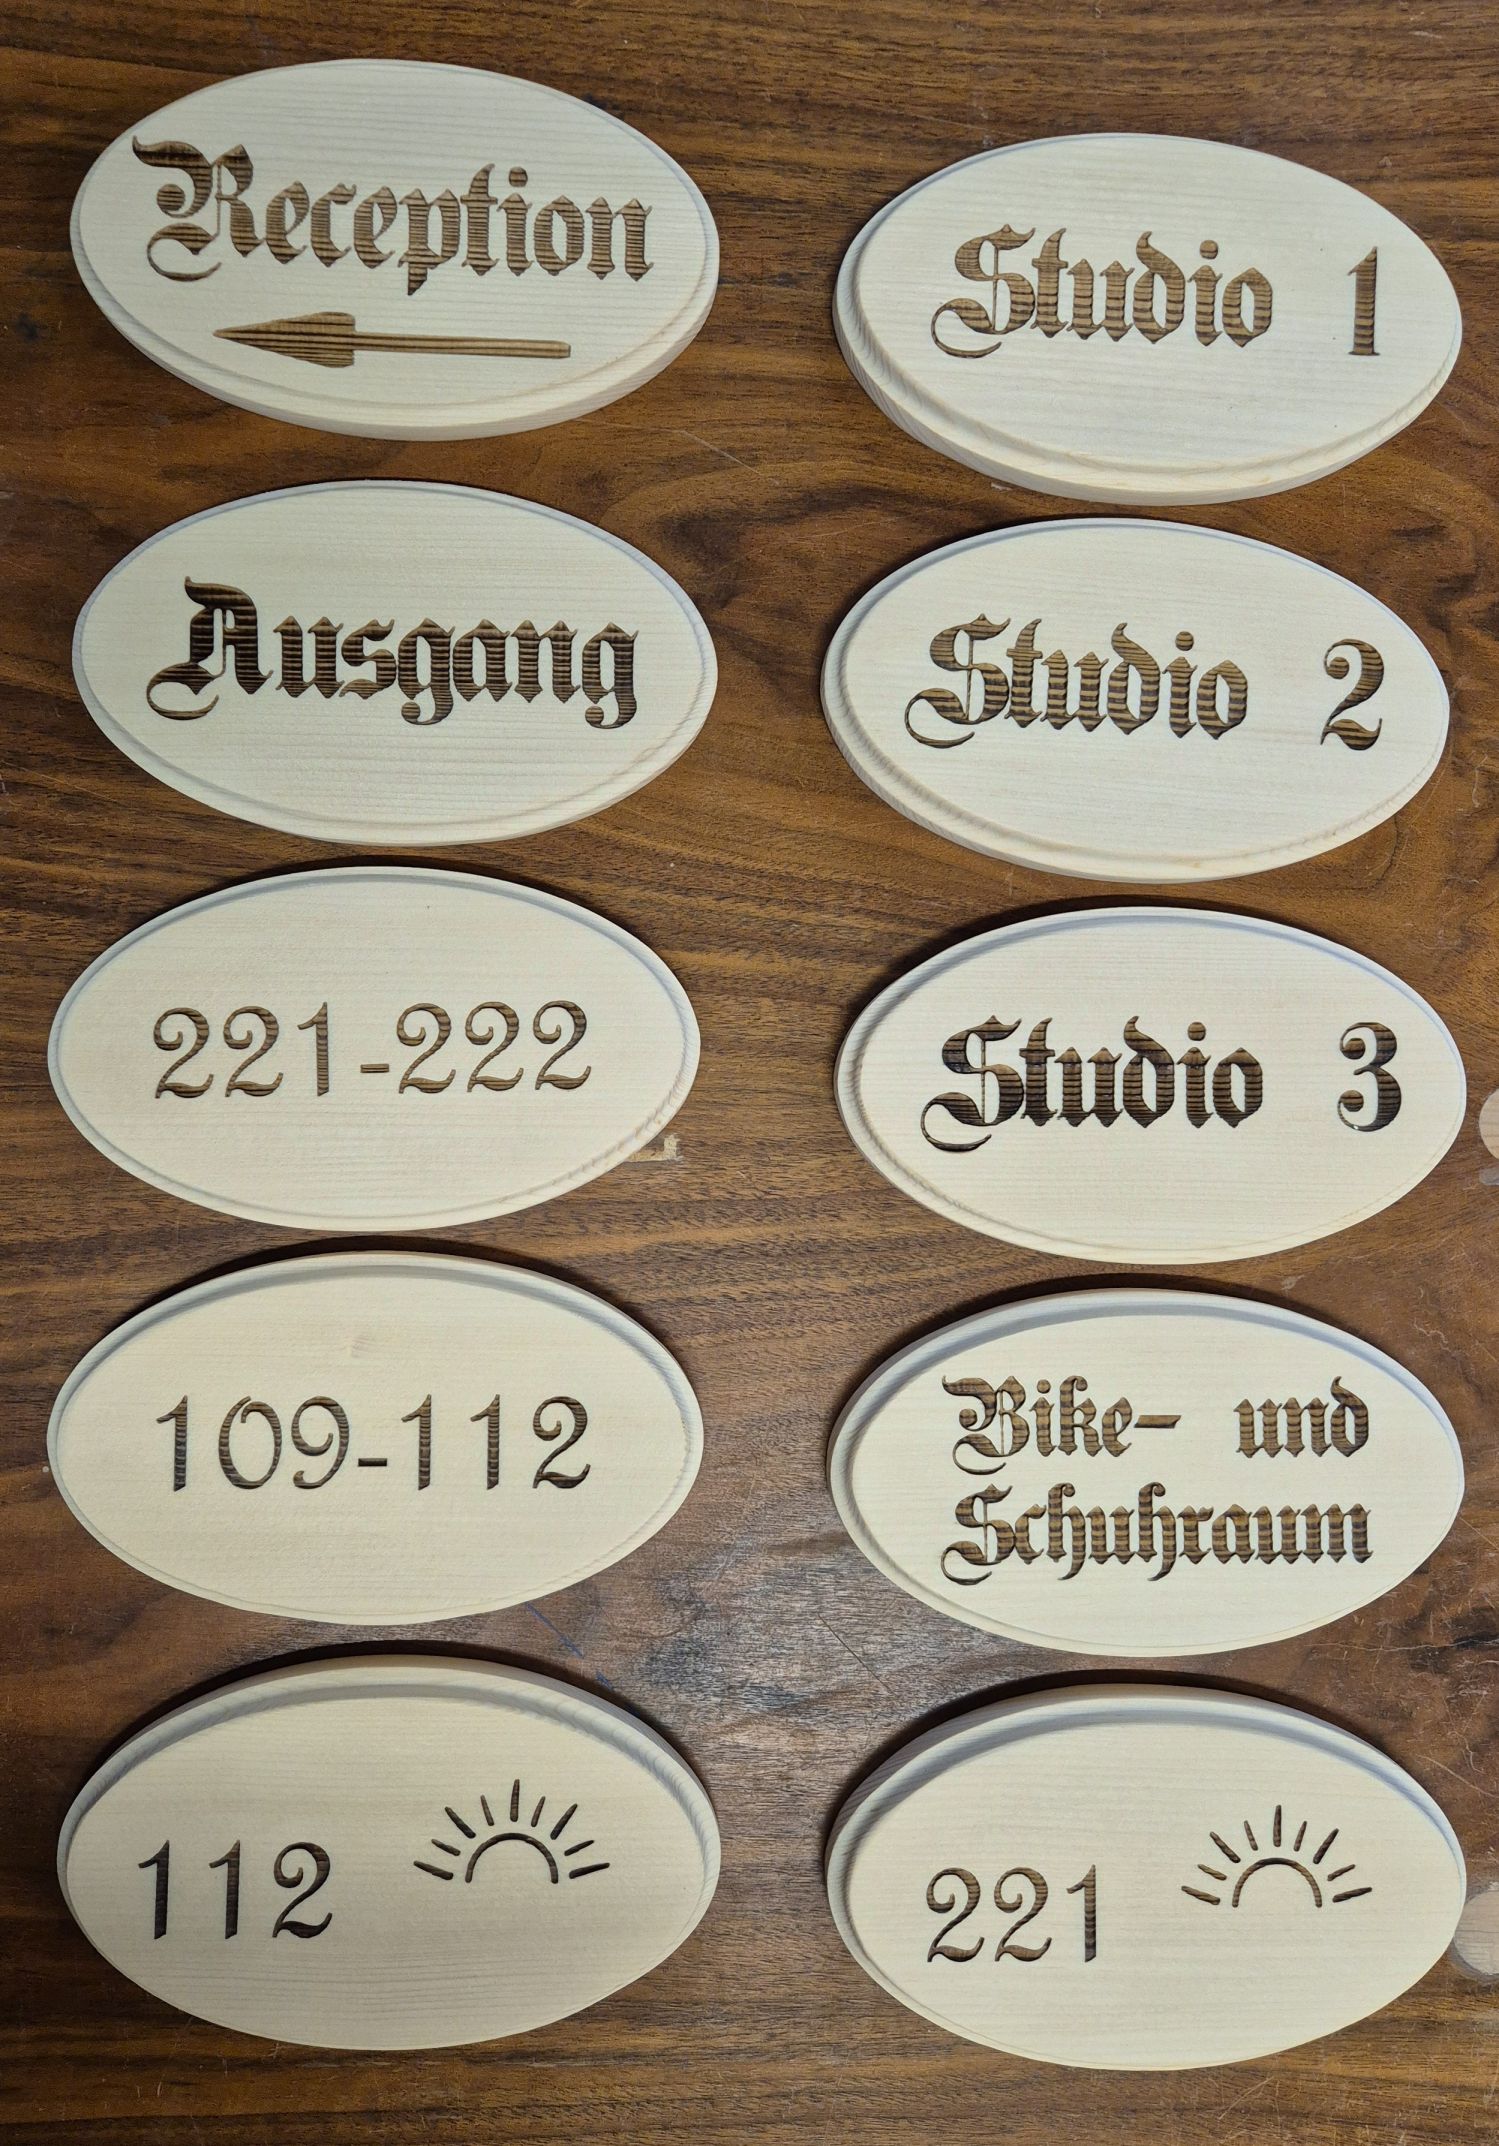 Reception
Ausgang
221-222
109-112
112
Studio 1
Studio 2
Studio 3
Bike- und
Schuhraum
221